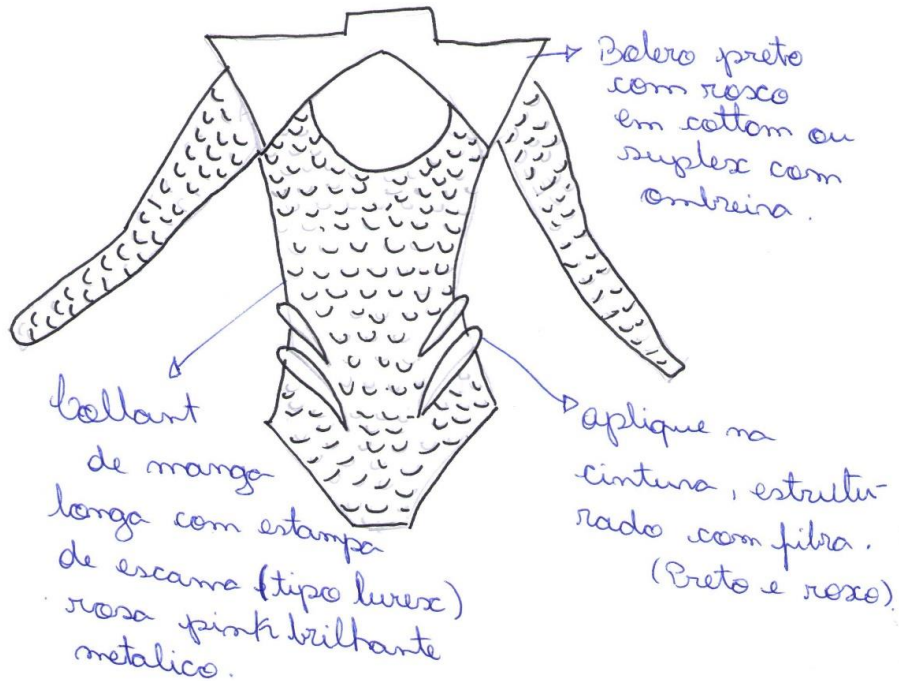 Bolero preto
com roxo
em cottom ou
suplex com
ombreira.
Collant
de manga
longa com estampa
de escama (tipo lurex)
rosa pink brilhante
metalico.
aplique na
cintura, estrutu-
rado com fibra.
(Preto e roxo)